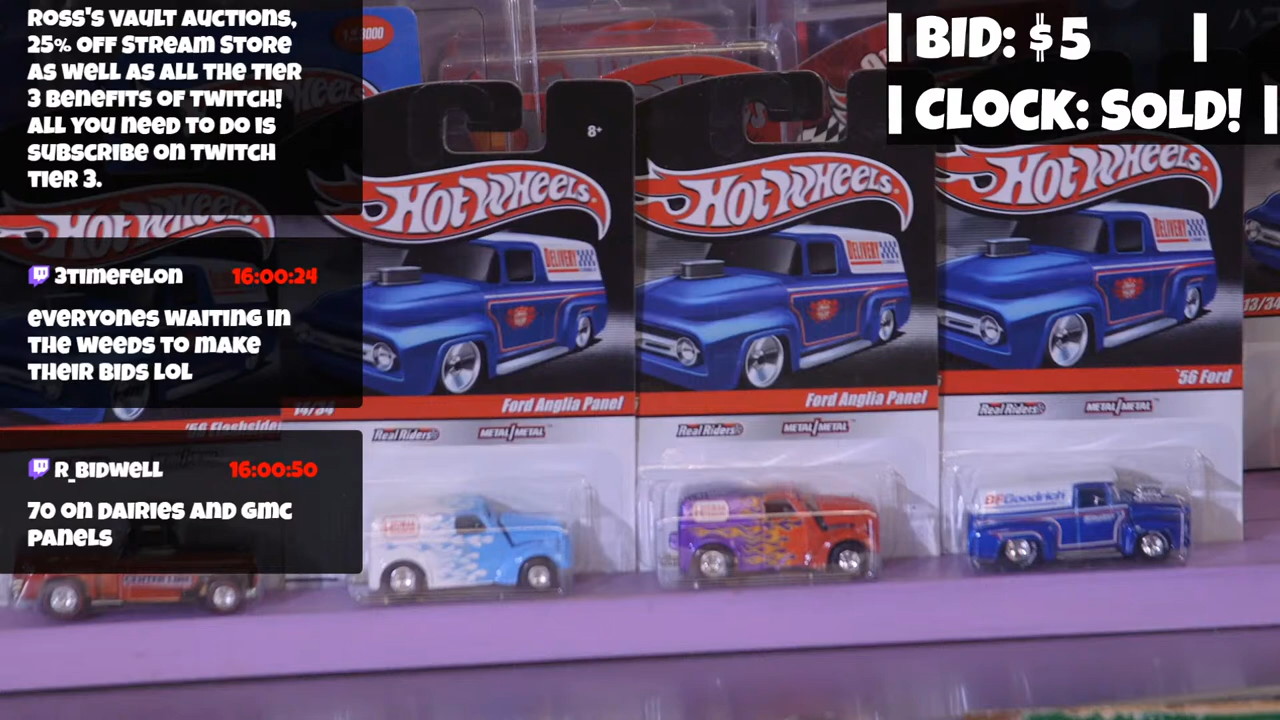 ROSS'S VAULT AUCTIONS,
25% OFF STREAM STORE
AS WELL AS ALL THE TIER
3 BENEFITS OF TWITCH!
ALL YOU NEED TO DO IS
SUBSCRIBE ON TWITCH
TIER 3.
3TIMEFELON 16:00:24
EVERYONES WAITING IN
THE WEEDS TO MAKE
THEIR BIDS LOL
R_BIDWELL 16:00:50
70 ON DAIRIES AND GMC
PANELS
| BID: $5 |
| CLOCK: SOLD! |
8+
HOT WHEELS
HOT WHEELS
HOT WHEELS
DELIVERY
DELIVERY
DELIVERY
14/34
Ford Anglia Panel
Ford Anglia Panel
'56 Ford
13/34
'56 Flashsider
Real Riders METAL/METAL
Real Riders METAL/METAL
Real Riders METAL/METAL
BFGoodrich
CENTER LINE